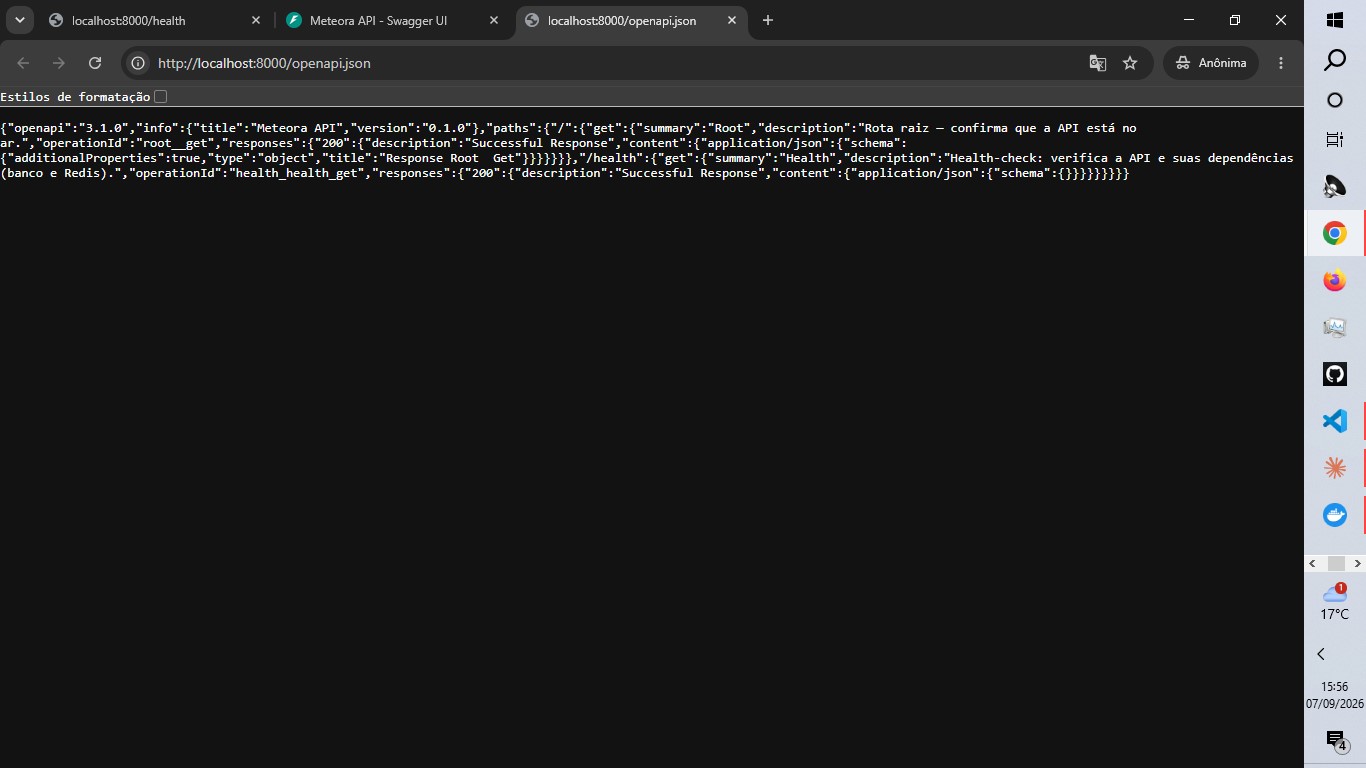 localhost:8000/health
Meteora API - Swagger UI
localhost:8000/openapi.json
http://localhost:8000/openapi.json
Anônima
Estilos de formatação
{"openapi":"3.1.0","info":{"title":"Meteora API","version":"0.1.0"},"paths":{"/":{"get":{"summary":"Root","description":"Rota raiz — confirma que a API está no
ar.","operationId":"root__get","responses":{"200":{"description":"Successful Response","content":{"application/json":{"schema":
{"additionalProperties":true,"type":"object","title":"Response Root  Get"}}}}}}},"/health":{"get":{"summary":"Health","description":"Health-check: verifica a API e suas dependências
(banco e Redis).","operationId":"health_health_get","responses":{"200":{"description":"Successful Response","content":{"application/json":{"schema":{}}}}}}}}}
1
17°C
15:56
07/09/2026
4